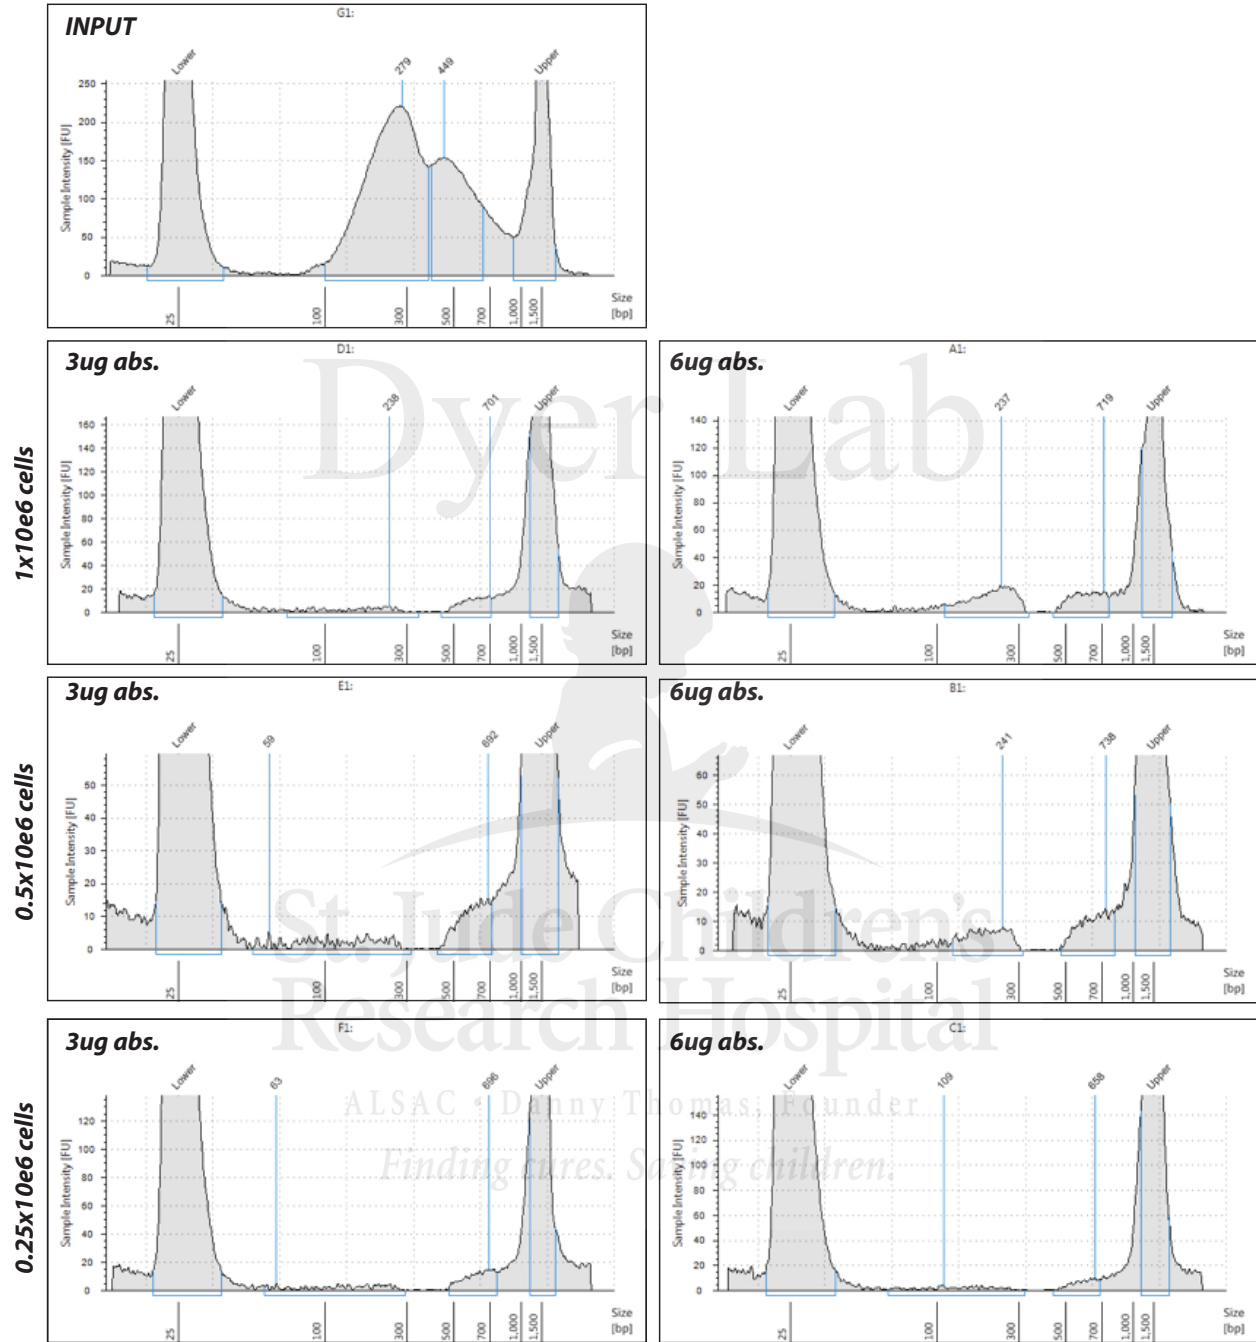 INPUT
G1:
Lower
279
449
Upper
Sample Intensity [FU]
250
200
150
100
50
0
25
100
300
500
700
1,000
1,500
Size
[bp]
1x10e6 cells
3ug abs.
D1:
Lower
238
701
Upper
Sample Intensity [FU]
160
140
120
100
80
60
40
20
0
25
100
300
500
700
1,000
1,500
Size
[bp]
6ug abs.
A1:
Lower
237
719
Upper
Sample Intensity [FU]
140
120
100
80
60
40
20
0
25
100
300
500
700
1,000
1,500
Size
[bp]
Dyer Lab
0.5x10e6 cells
3ug abs.
E1:
Lower
59
692
Upper
Sample Intensity [FU]
50
40
30
20
10
0
25
100
300
500
700
1,000
1,500
Size
[bp]
6ug abs.
B1:
Lower
241
738
Upper
Sample Intensity [FU]
60
50
40
30
20
10
0
25
100
300
500
700
1,000
1,500
Size
[bp]
St. Jude Children's
Research Hospital
0.25x10e6 cells
3ug abs.
F1:
Lower
63
696
Upper
Sample Intensity [FU]
120
100
80
60
40
20
0
25
100
300
500
700
1,000
1,500
Size
[bp]
6ug abs.
C1:
Lower
109
658
Upper
Sample Intensity [FU]
140
120
100
80
60
40
20
0
25
100
300
500
700
1,000
1,500
Size
[bp]
ALSAC • Danny Thomas, Founder
Finding cures. Saving children.